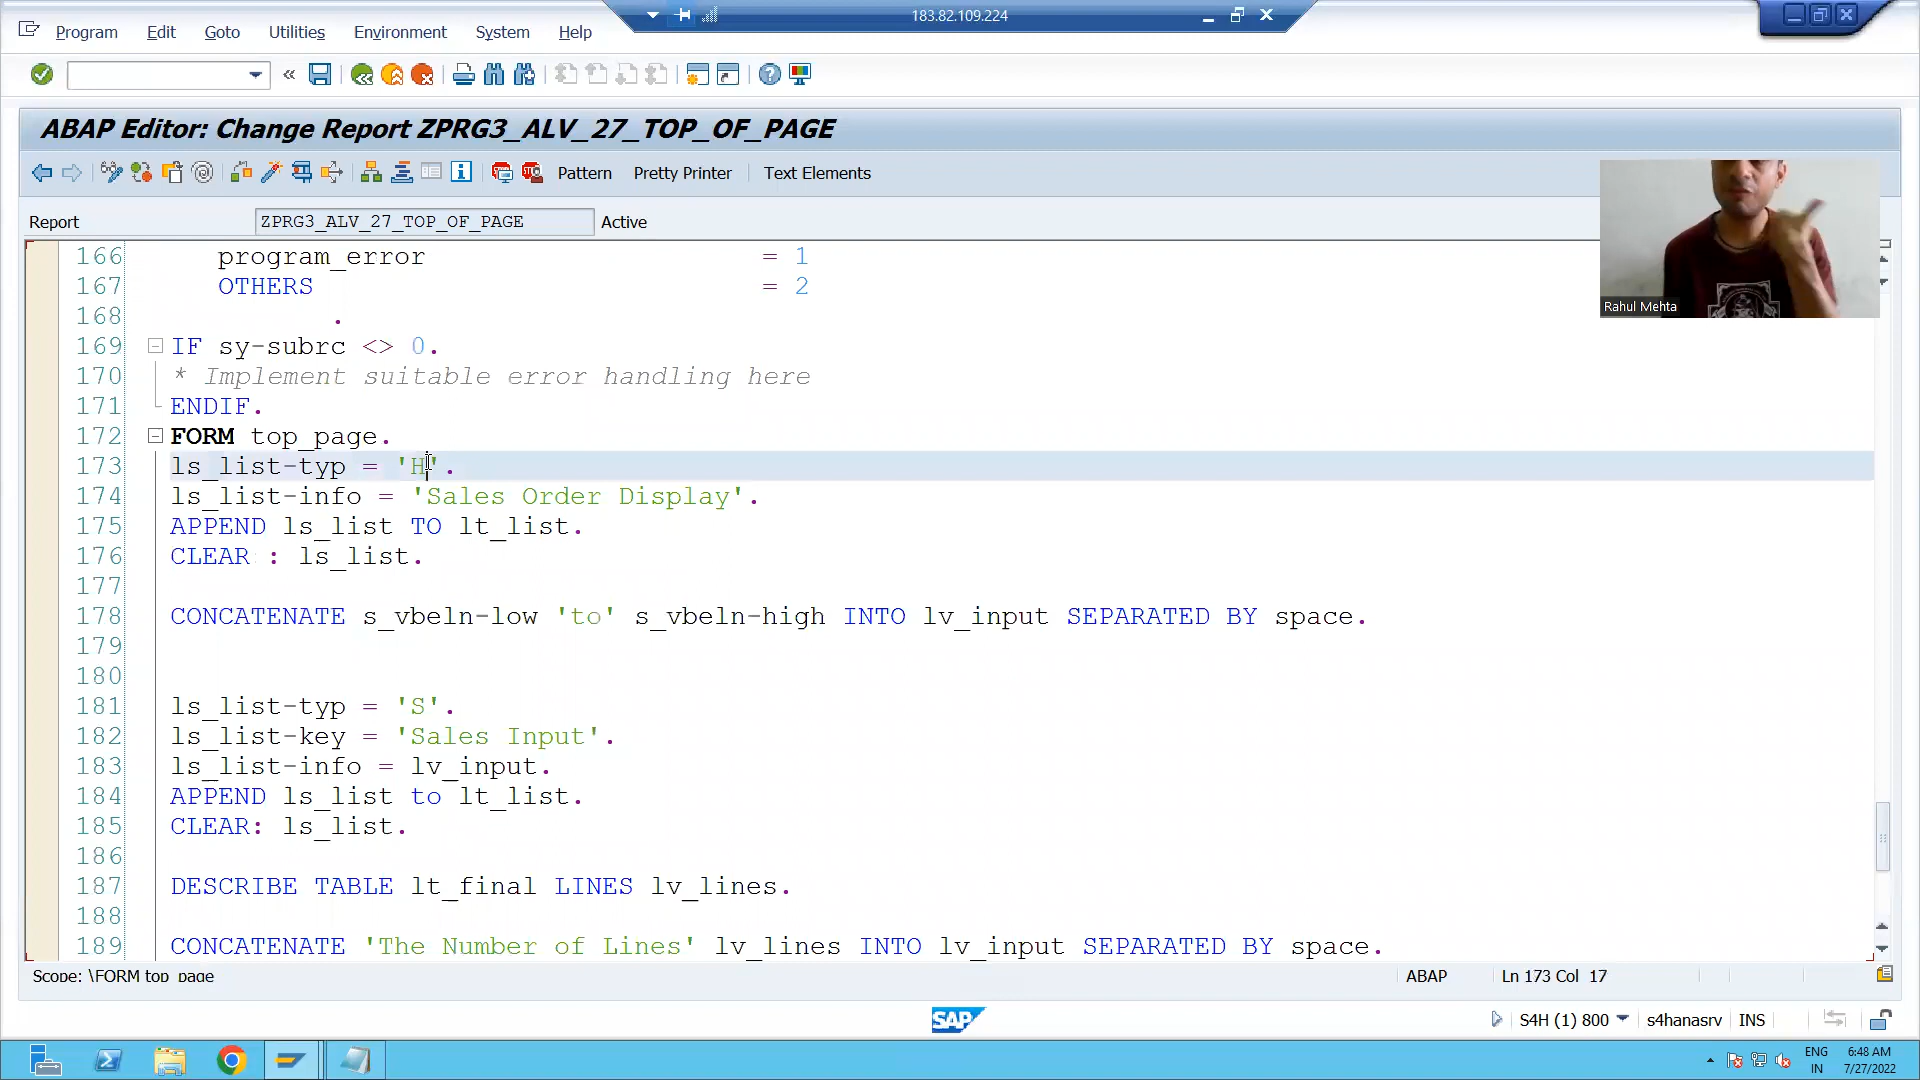 183.82.109.224
Program Edit Goto Utilities Environment System Help
ABAP Editor: Change Report ZPRG3_ALV_27_TOP_OF_PAGE
Pattern Pretty Printer Text Elements
Report ZPRG3_ALV_27_TOP_OF_PAGE Active
Rahul Mehta
166 program_error = 1
167 OTHERS = 2
168 .
169 IF sy-subrc <> 0.
170 * Implement suitable error handling here
171 ENDIF.
172 FORM top_page.
173 ls_list-typ = 'H'.
174 ls_list-info = 'Sales Order Display'.
175 APPEND ls_list TO lt_list.
176 CLEAR : ls_list.
177
178 CONCATENATE s_vbeln-low 'to' s_vbeln-high INTO lv_input SEPARATED BY space.
179
180
181 ls_list-typ = 'S'.
182 ls_list-key = 'Sales Input'.
183 ls_list-info = lv_input.
184 APPEND ls_list to lt_list.
185 CLEAR: ls_list.
186
187 DESCRIBE TABLE lt_final LINES lv_lines.
188
189 CONCATENATE 'The Number of Lines' lv_lines INTO lv_input SEPARATED BY space.
Scope: \FORM top_page ABAP Ln 173 Col 17
SAP S4H (1) 800 s4hanasrv INS
ENG 6:48 AM
IN 7/27/2022